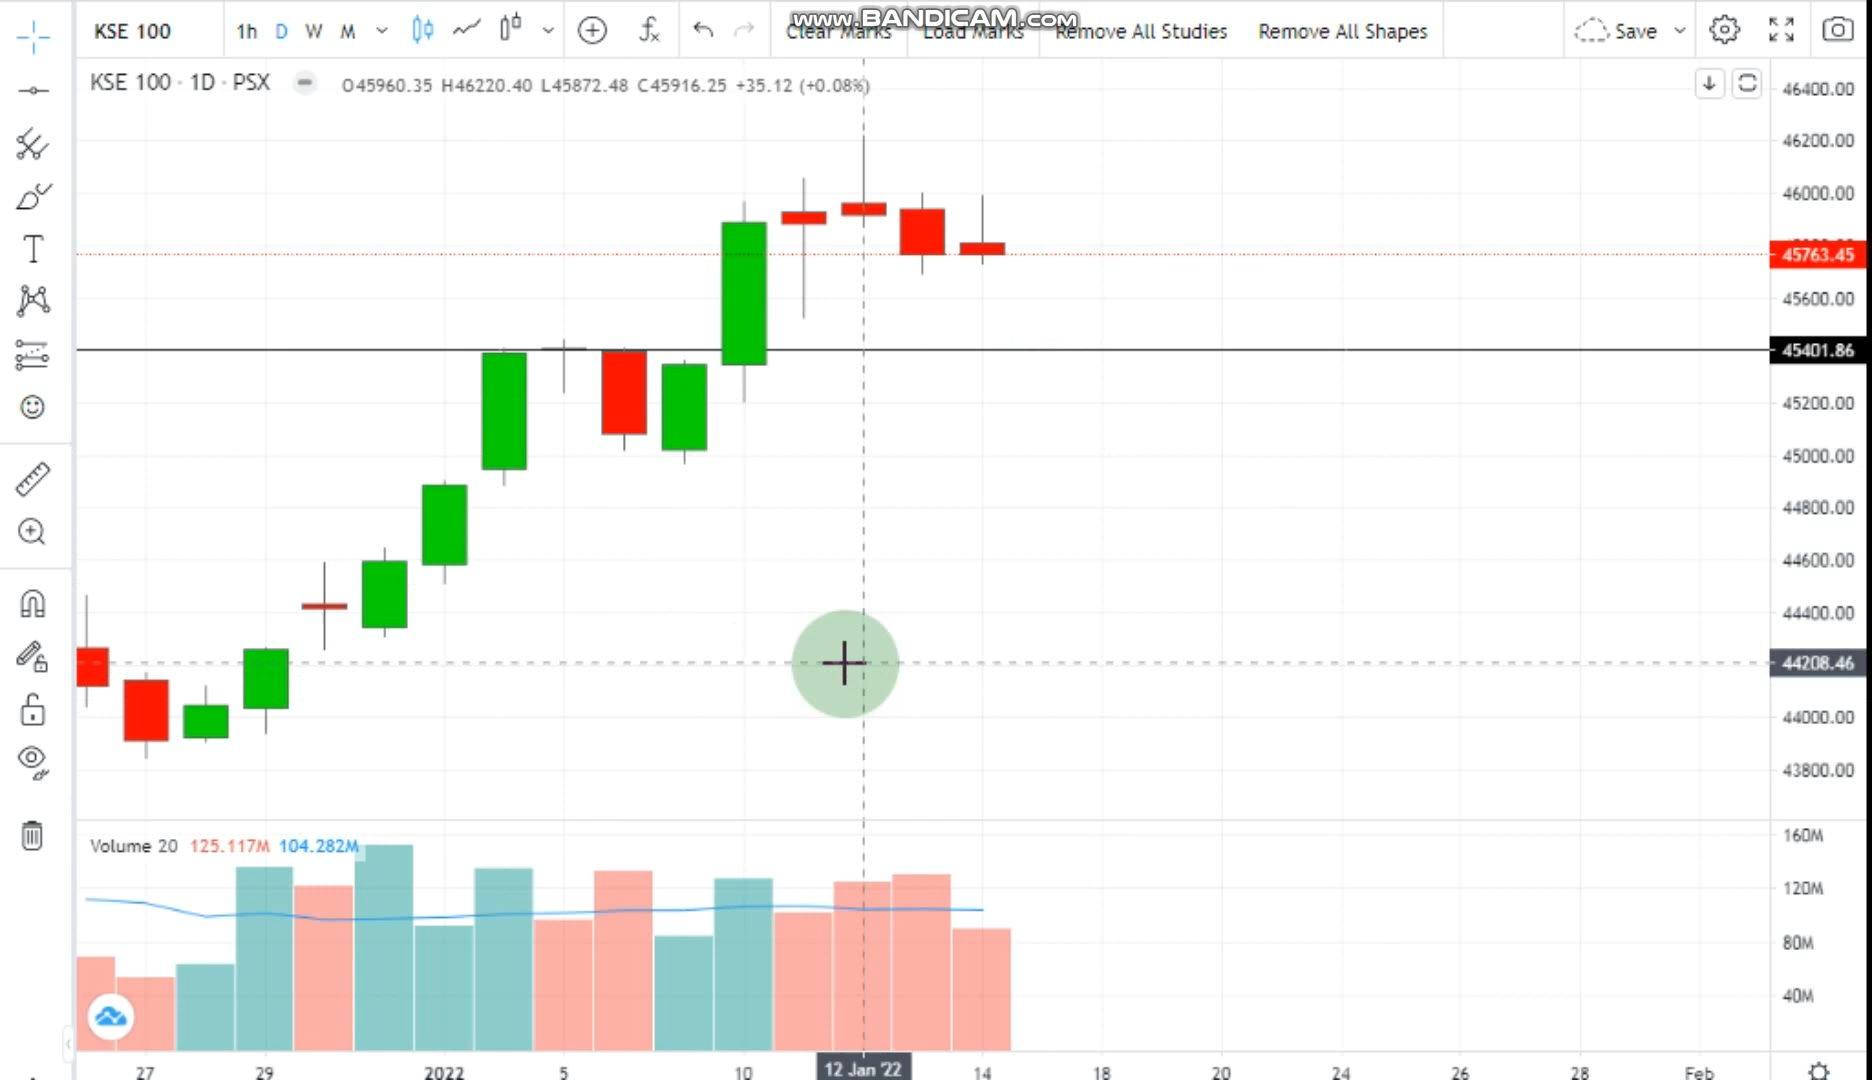 www.BANDICAM.com
KSE 100 1h D W M Clear Marks Load Marks Remove All Studies Remove All Shapes Save
KSE 100 · 1D · PSX O45960.35 H46220.40 L45872.48 C45916.25 +35.12 (+0.08%)
46400.00
46200.00
46000.00
45763.45
45600.00
45401.86
45200.00
45000.00
44800.00
44600.00
44400.00
44208.46
44000.00
43800.00
Volume 20 125.117M 104.282M
160M
120M
80M
40M
27 29 2022 5 10 12 Jan '22 14 18 20 24 26 28 Feb